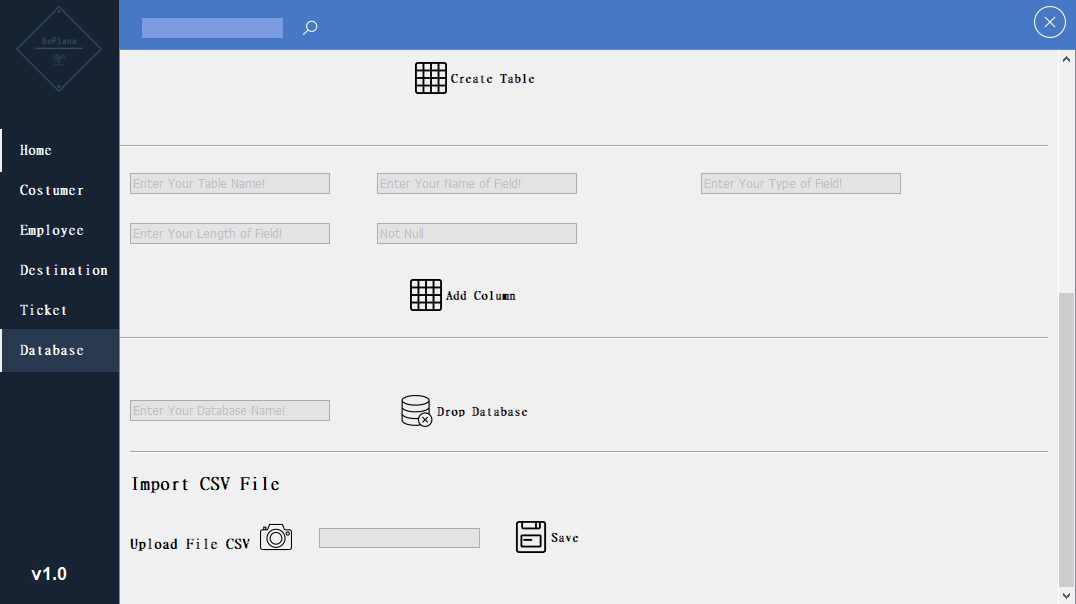 GoPlane
Create Table
Home
Enter Your Table Name! Enter Your Name of Field! Enter Your Type of Field!
Costumer
Employee
Enter Your Length of Field! Not Null
Destination
Add Column
Ticket
Database
Enter Your Database Name! Drop Database
Import CSV File
Upload File CSV Save
v1.0